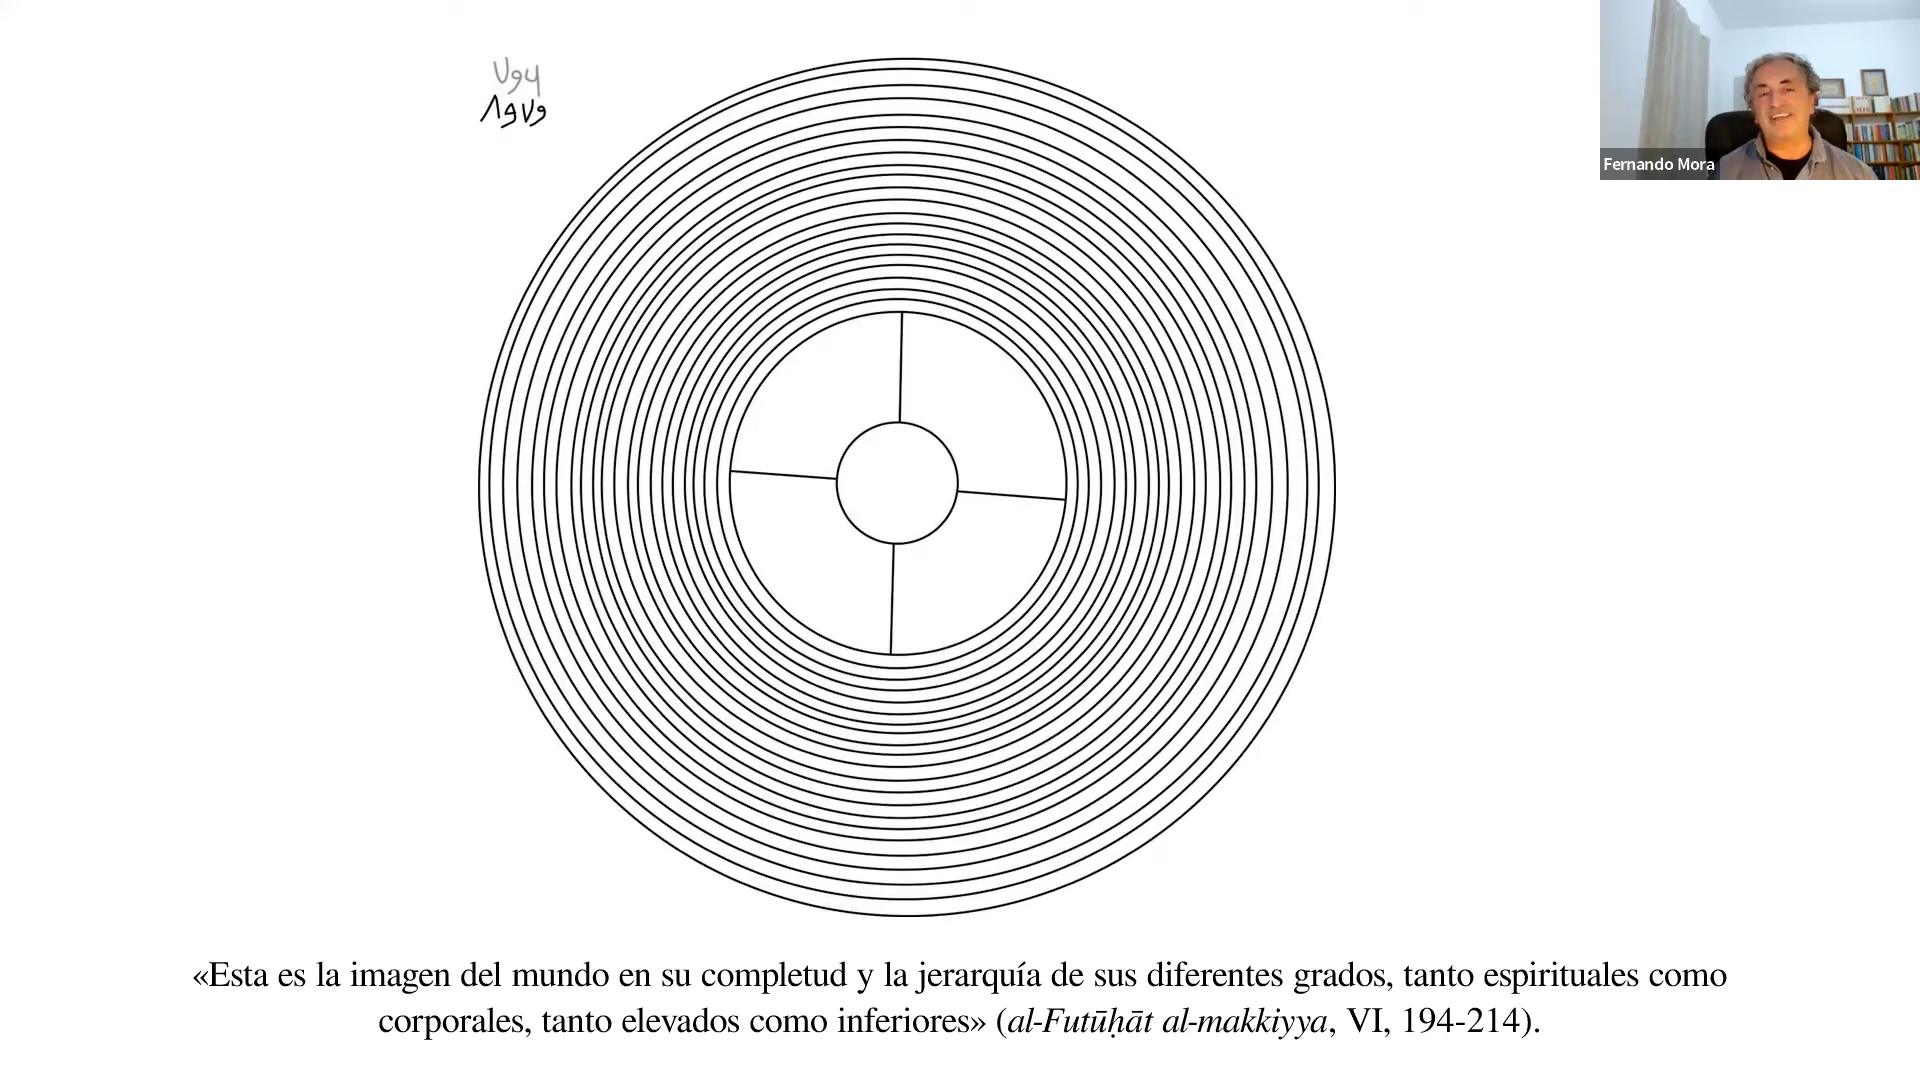 Fernando Mora
«Esta es la imagen del mundo en su completud y la jerarquía de sus diferentes grados, tanto espirituales como
corporales, tanto elevados como inferiores» (al-Futūḥāt al-makkiyya, VI, 194-214).